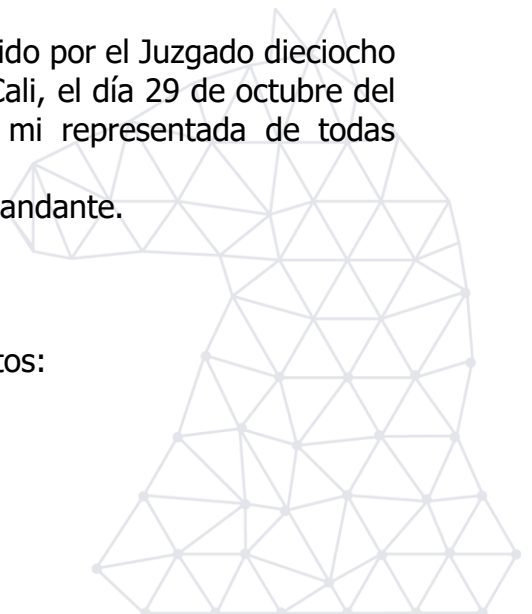 ido por el Juzgado dieciocho
Cali, el día 29 de octubre del
mi representada de todas
andante.
tos: